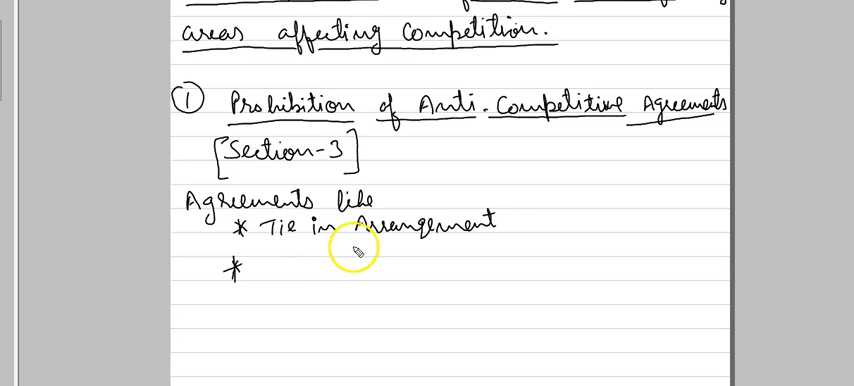 areas affecting Competition.
① Prohibition of Anti-Competitive Agreements
[Section-3]
Agreements like
* Tie in Arrangement
*